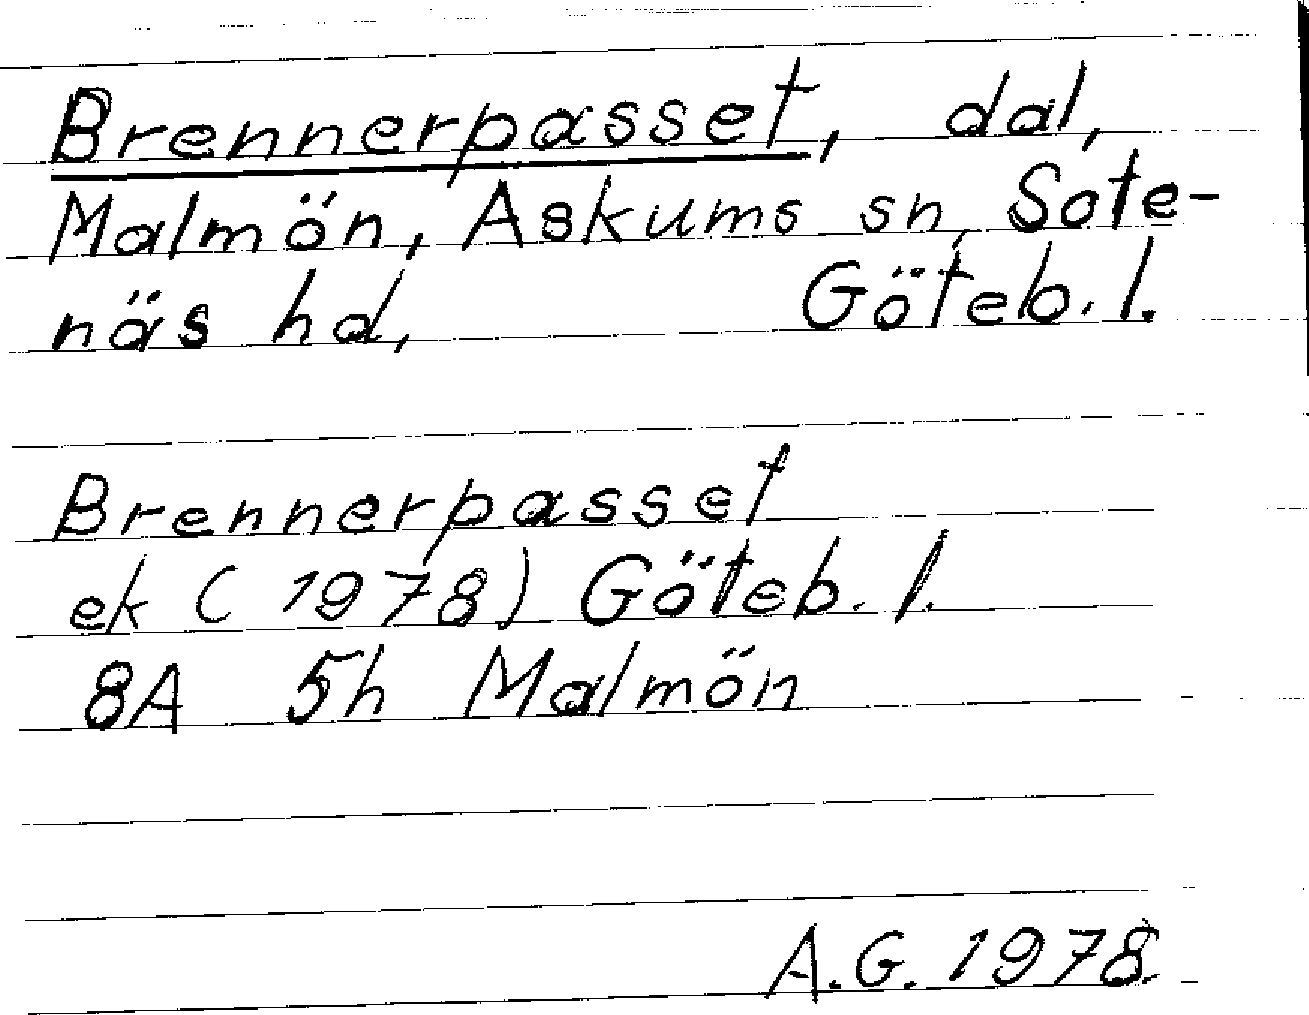 Brennerpasset, dal,
Malmön, Askums sn, Sote-
näs hd, Göteb. l.
Brennerpasset
ek (1978) Göteb. l.
8A 5h Malmön
A.G. 1978.